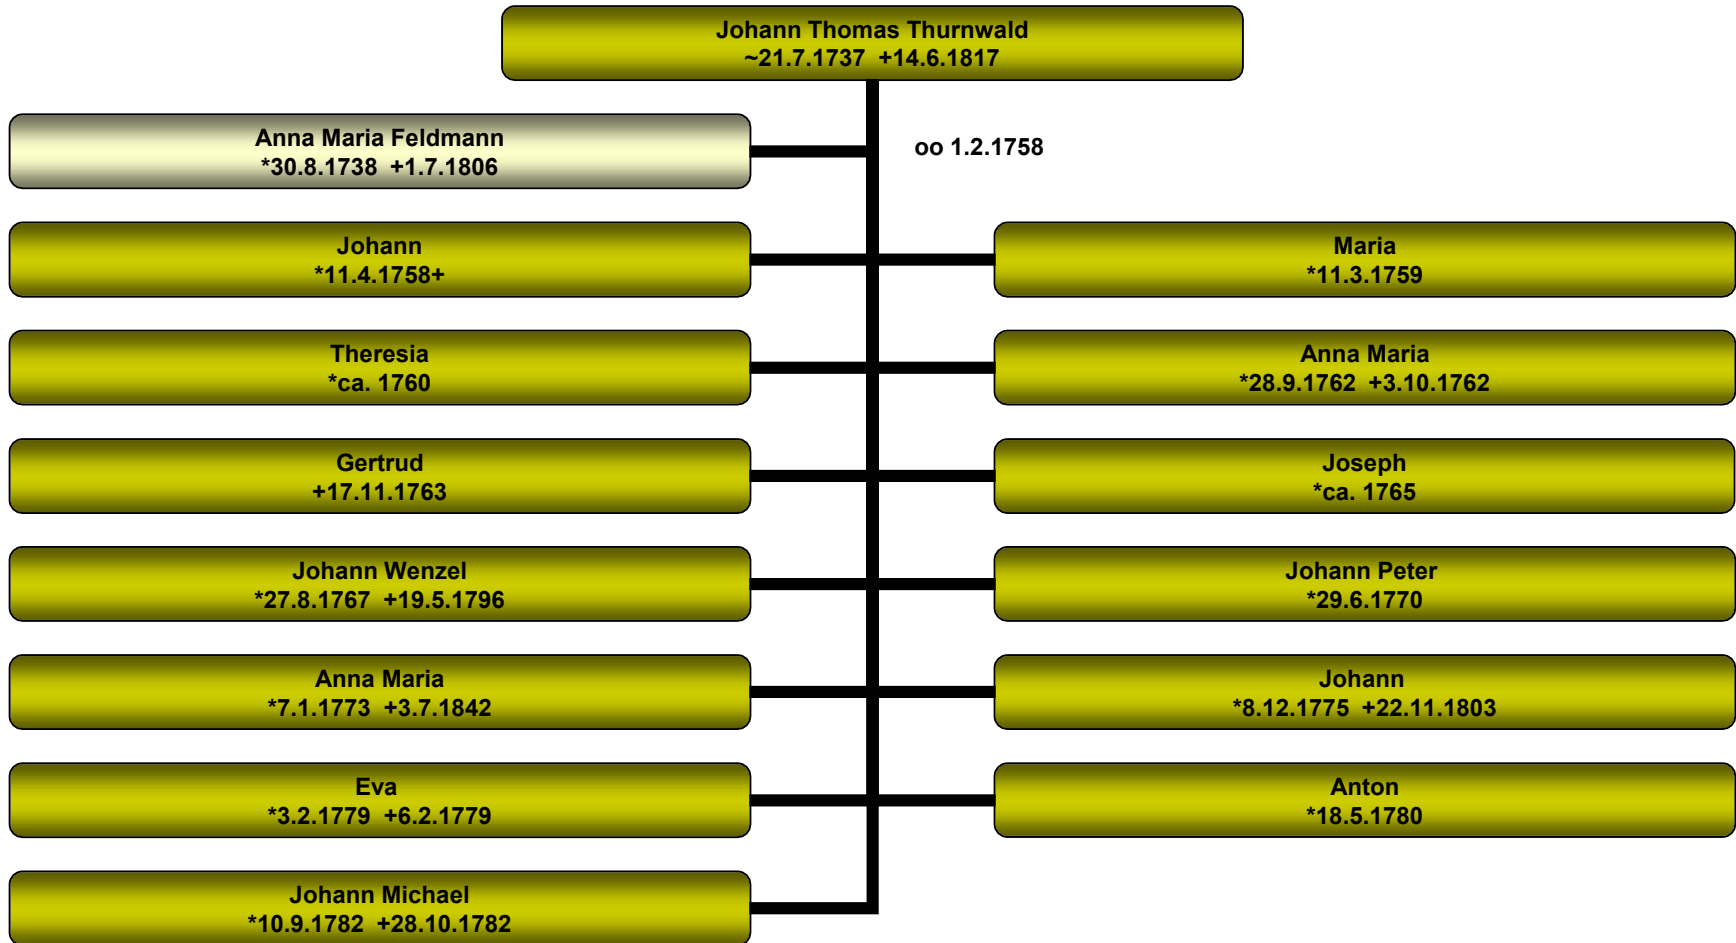 Johann Thomas Thurnwald
~21.7.1737 +14.6.1817
Anna Maria Feldmann
*30.8.1738 +1.7.1806
oo 1.2.1758
Johann
*11.4.1758+
Maria
*11.3.1759
Theresia
*ca. 1760
Anna Maria
*28.9.1762 +3.10.1762
Gertrud
+17.11.1763
Joseph
*ca. 1765
Johann Wenzel
*27.8.1767 +19.5.1796
Johann Peter
*29.6.1770
Anna Maria
*7.1.1773 +3.7.1842
Johann
*8.12.1775 +22.11.1803
Eva
*3.2.1779 +6.2.1779
Anton
*18.5.1780
Johann Michael
*10.9.1782 +28.10.1782